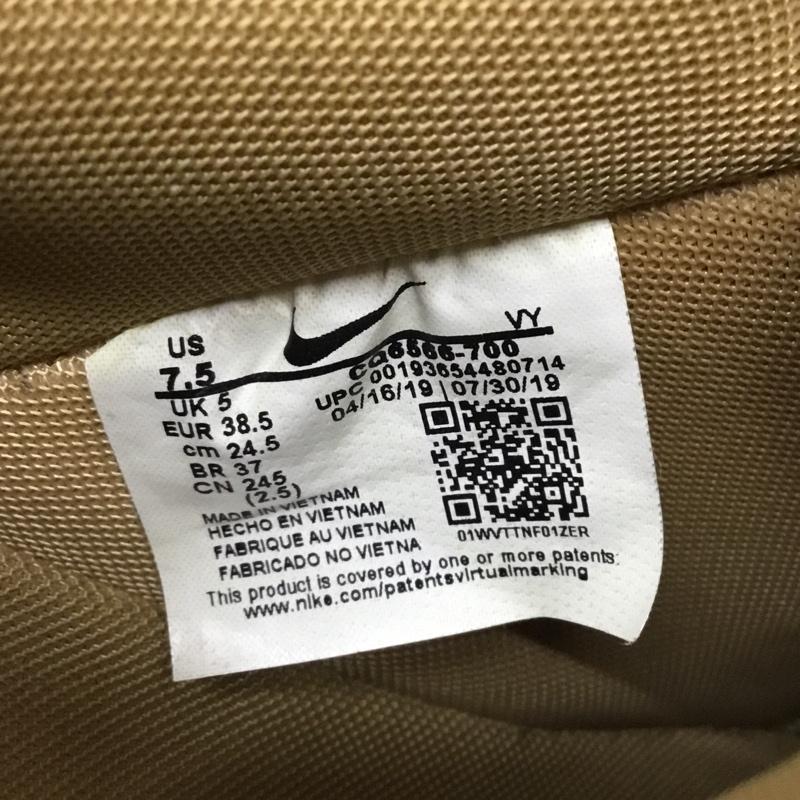 US
7.5
UK 5
EUR 38.5
cm 24.5
BR 37
CN 245
(2.5)
VY
CQ6566-700
UPC 00193654480714
04/16/19 07/30/19
01WVTTNF01ZER
MADE IN VIETNAM
HECHO EN VIETNAM
FABRIQUE AU VIETNAM
FABRICADO NO VIETNA
This product is covered by one or more patents:
www.nike.com/patentsvirtualmarking